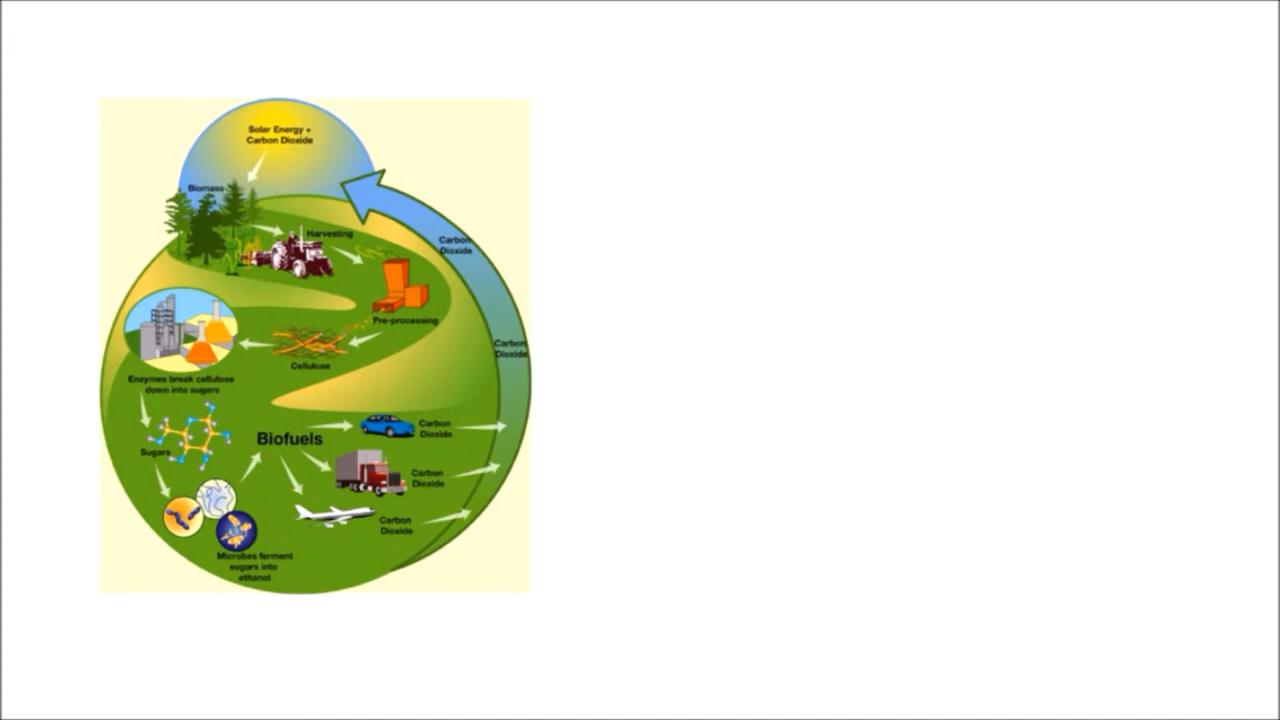 Solar Energy +
Carbon Dioxide
Biomass
Harvesting
Carbon
Dioxide
Pre-processing
Carbon
Dioxide
Cellulose
Enzymes break cellulose
down into sugars
Sugars
Biofuels
Carbon
Dioxide
Carbon
Dioxide
Carbon
Dioxide
Microbes ferment
sugars into
ethanol